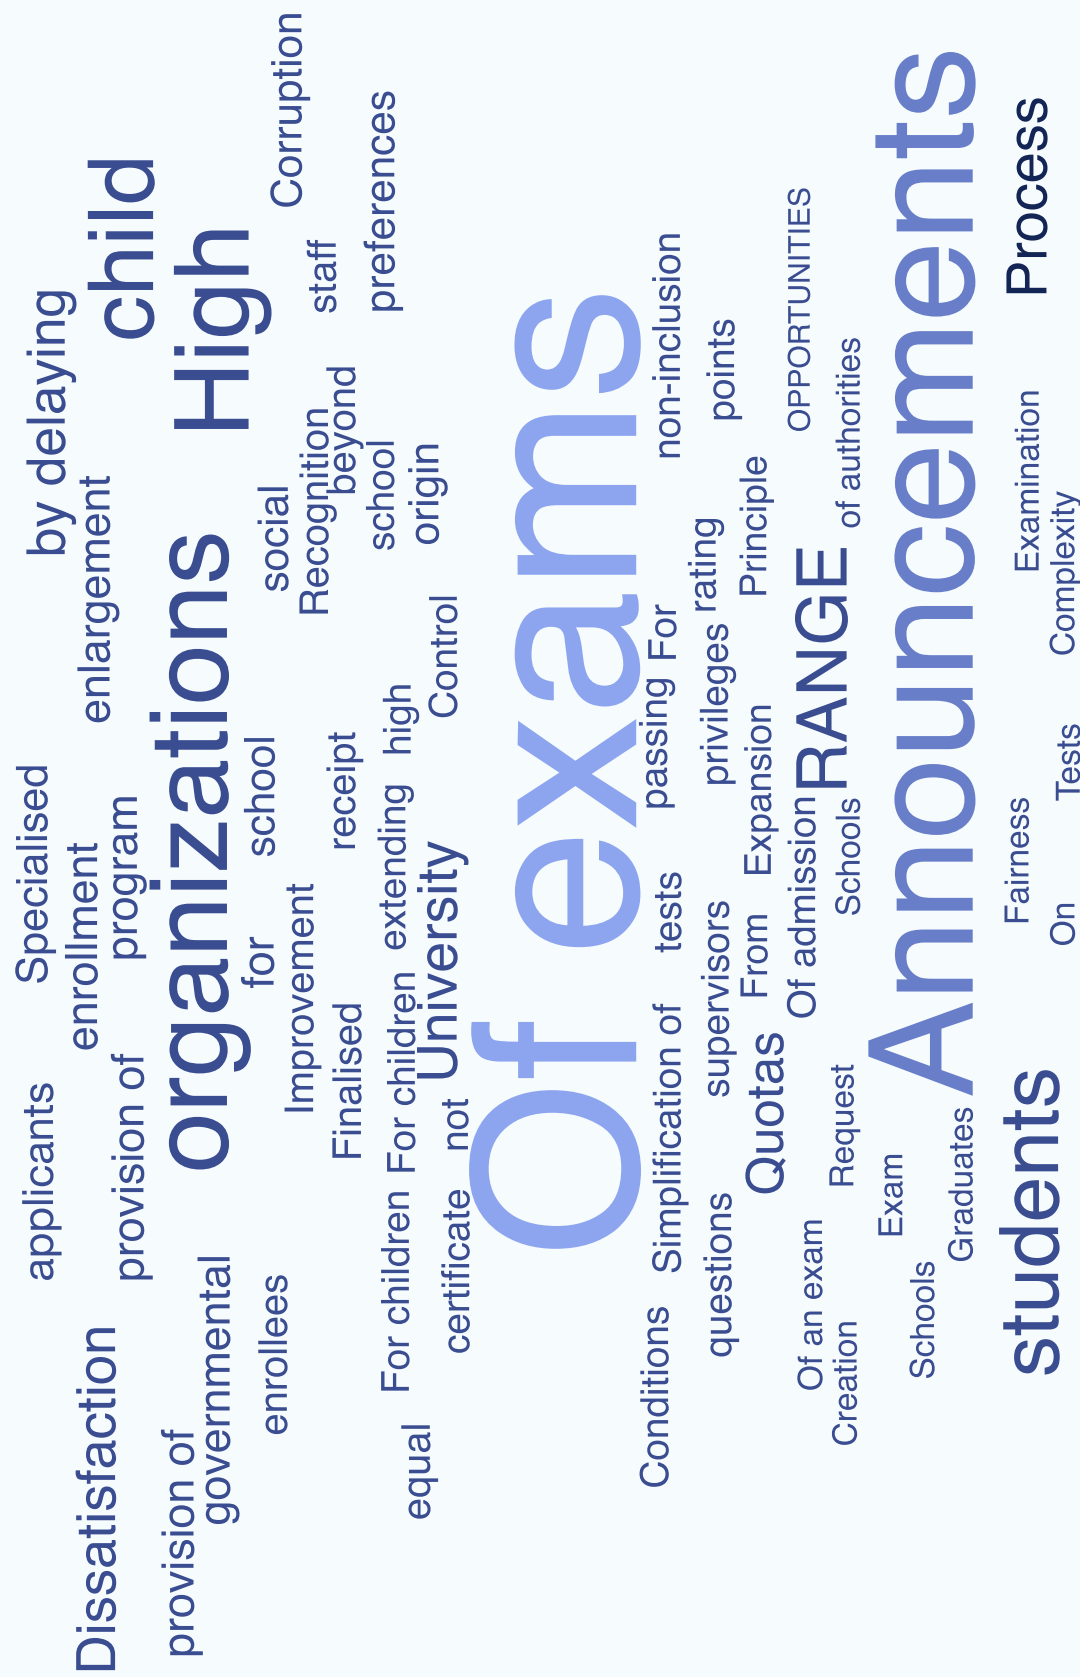 Dissatisfaction
provision of
governmental
enrollees
applicants
provision of
Specialised
enrollment
program
organizations
for
school
Improvement
Finalised
receipt
by delaying
enlargement
child
High
social
Recognition
beyond
school
origin
staff
Corruption
preferences
equal
For children
For children
extending
high
certificate
not
University
Control
Of exams
Conditions
Simplification of
tests
passing
For
non-inclusion
questions
supervisors
privileges
rating
points
Quotas
From
Expansion
Principle
Of an exam
Of admission
RANGE
OPPORTUNITIES
Creation
Request
Schools
of authorities
Exam
Schools
Graduates
Announcements
students
Fairness
Examination
Process
On
Tests
Complexity